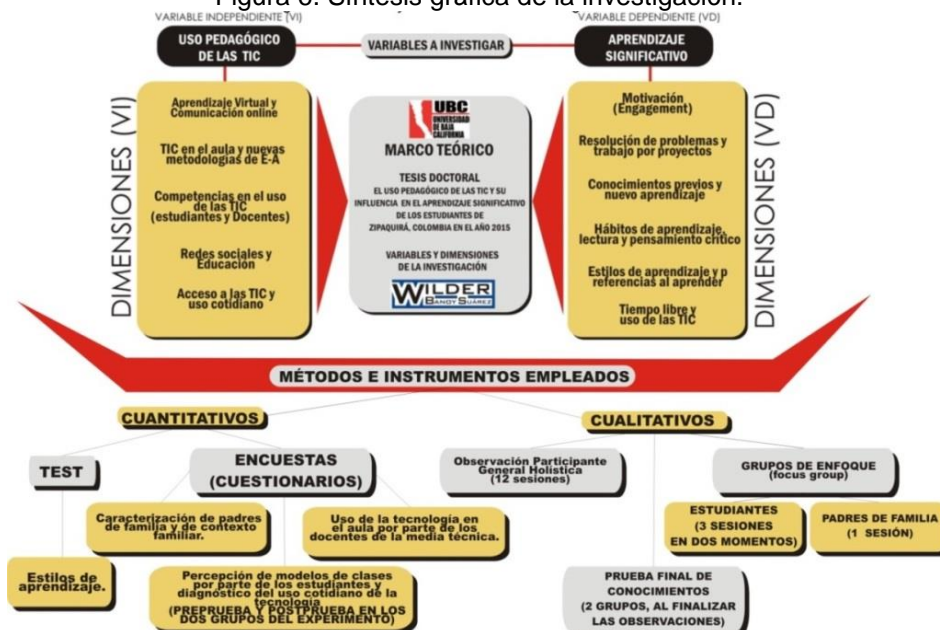 Figura 6. Síntesis gráfica de la investigación.
VARIABLE INDEPENDIENTE (VI)
VARIABLE DEPENDIENTE (VD)
USO PEDAGÓGICO
DE LAS TIC
VARIABLES A INVESTIGAR
APRENDIZAJE
SIGNIFICATIVO
DIMENSIONES (VI)
Aprendizaje Virtual y
Comunicación online
TIC en el aula y nuevas
metodologías de E-A
Competencias en el uso
de las TIC
(estudiantes y Docentes)
Redes sociales y
Educación
Acceso a las TIC y
uso cotidiano
UBC
UNIVERSIDAD
DE BAJA
CALIFORNIA
MARCO TEÓRICO
TESIS DOCTORAL
EL USO PEDAGÓGICO DE LAS TIC Y SU
INFLUENCIA EN EL APRENDIZAJE SIGNIFICATIVO
DE LOS ESTUDIANTES DE
ZIPAQUIRÁ, COLOMBIA EN EL AÑO 2015
VARIABLES Y DIMENSIONES
DE LA INVESTIGACIÓN
WILDER
BANDY SUÁREZ
Motivación
(Engagement)
Resolución de problemas y
trabajo por proyectos
Conocimientos previos y
nuevo aprendizaje
Hábitos de aprendizaje,
lectura y pensamiento crítico
Estilos de aprendizaje y p
referencias al aprender
Tiempo libre y
uso de las TIC
DIMENSIONES (VD)
MÉTODOS E INSTRUMENTOS EMPLEADOS
CUANTITATIVOS
CUALITATIVOS
TEST
ENCUESTAS
(CUESTIONARIOS)
Observación Participante
General Holística
(12 sesiones)
GRUPOS DE ENFOQUE
(focus group)
Caracterización de padres
de familia y de contexto
familiar.
Uso de la tecnología en
el aula por parte de los
docentes de la media técnica.
ESTUDIANTES
(3 SESIONES
EN DOS MOMENTOS)
PADRES DE FAMILIA
(1 SESIÓN)
Estilos de
aprendizaje.
Percepción de modelos de clases
por parte de los estudiantes y
diagnóstico del uso cotidiano de la
tecnología
(PREPRUEBA Y POSTPRUEBA EN LOS
DOS GRUPOS DEL EXPERIMENTO)
PRUEBA FINAL DE
CONOCIMIENTOS
(2 GRUPOS, AL FINALIZAR
LAS OBSERVACIONES)